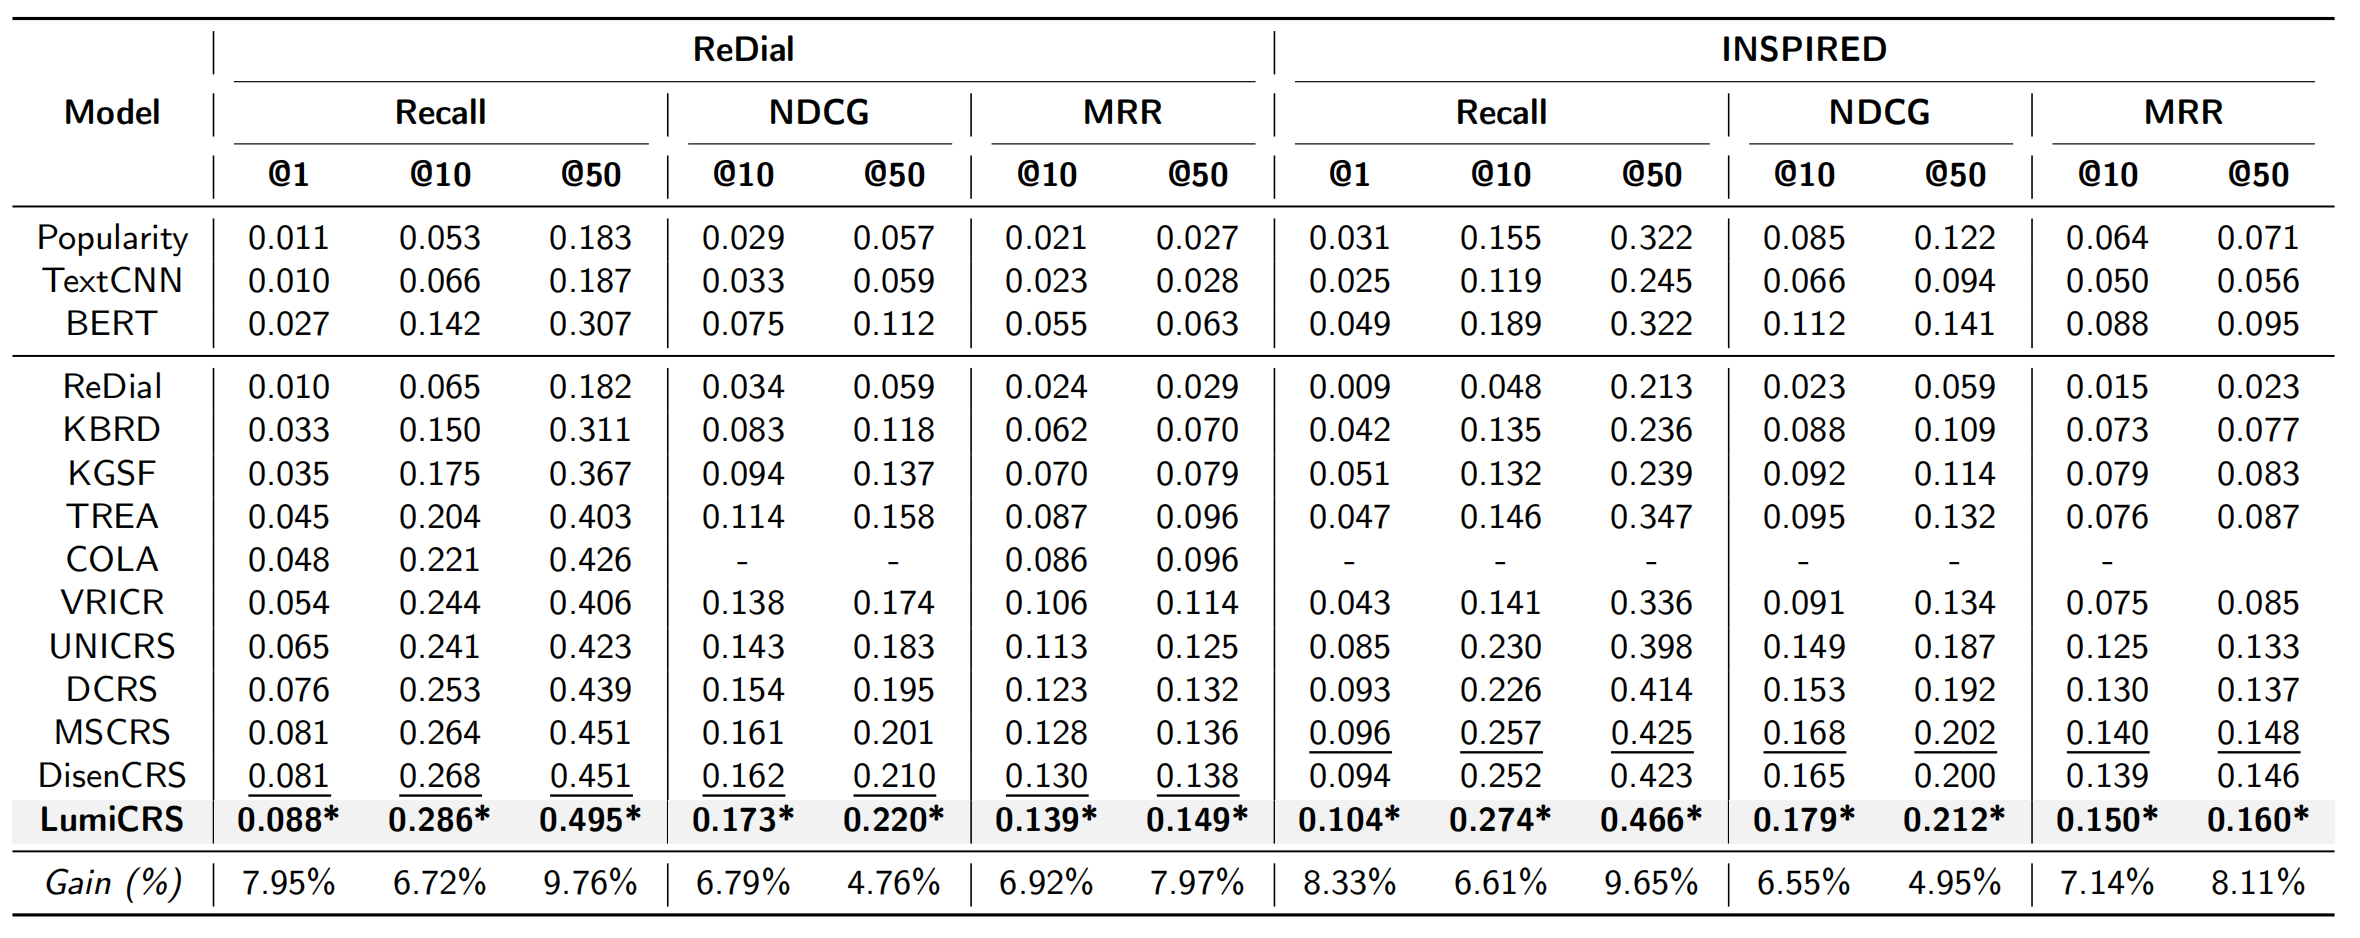 ReDial INSPIRED
Model Recall NDCG MRR Recall NDCG MRR
@1 @10 @50 @10 @50 @10 @50 @1 @10 @50 @10 @50 @10 @50
Popularity 0.011 0.053 0.183 0.029 0.057 0.021 0.027 0.031 0.155 0.322 0.085 0.122 0.064 0.071
TextCNN 0.010 0.066 0.187 0.033 0.059 0.023 0.028 0.025 0.119 0.245 0.066 0.094 0.050 0.056
BERT 0.027 0.142 0.307 0.075 0.112 0.055 0.063 0.049 0.189 0.322 0.112 0.141 0.088 0.095
ReDial 0.010 0.065 0.182 0.034 0.059 0.024 0.029 0.009 0.048 0.213 0.023 0.059 0.015 0.023
KBRD 0.033 0.150 0.311 0.083 0.118 0.062 0.070 0.042 0.135 0.236 0.088 0.109 0.073 0.077
KGSF 0.035 0.175 0.367 0.094 0.137 0.070 0.079 0.051 0.132 0.239 0.092 0.114 0.079 0.083
TREA 0.045 0.204 0.403 0.114 0.158 0.087 0.096 0.047 0.146 0.347 0.095 0.132 0.076 0.087
COLA 0.048 0.221 0.426 - - 0.086 0.096 - - - - - -
VRICR 0.054 0.244 0.406 0.138 0.174 0.106 0.114 0.043 0.141 0.336 0.091 0.134 0.075 0.085
UNICRS 0.065 0.241 0.423 0.143 0.183 0.113 0.125 0.085 0.230 0.398 0.149 0.187 0.125 0.133
DCRS 0.076 0.253 0.439 0.154 0.195 0.123 0.132 0.093 0.226 0.414 0.153 0.192 0.130 0.137
MSCRS 0.081 0.264 0.451 0.161 0.201 0.128 0.136 0.096 0.257 0.425 0.168 0.202 0.140 0.148
DisenCRS 0.081 0.268 0.451 0.162 0.210 0.130 0.138 0.094 0.252 0.423 0.165 0.200 0.139 0.146
LumiCRS 0.088* 0.286* 0.495* 0.173* 0.220* 0.139* 0.149* 0.104* 0.274* 0.466* 0.179* 0.212* 0.150* 0.160*
Gain (%) 7.95% 6.72% 9.76% 6.79% 4.76% 6.92% 7.97% 8.33% 6.61% 9.65% 6.55% 4.95% 7.14% 8.11%